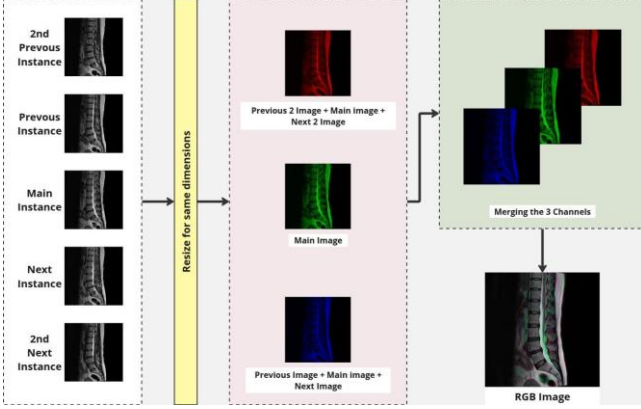 2nd
Prevous
Instance
Prevous
Instance
Main
Instance
Next
Instance
2nd
Next
Instance
Resize for same dimensions
Previous 2 Image + Main image +
Next 2 Image
Main Image
Previous Image + Main image +
Next Image
Merging the 3 Channels
RGB Image